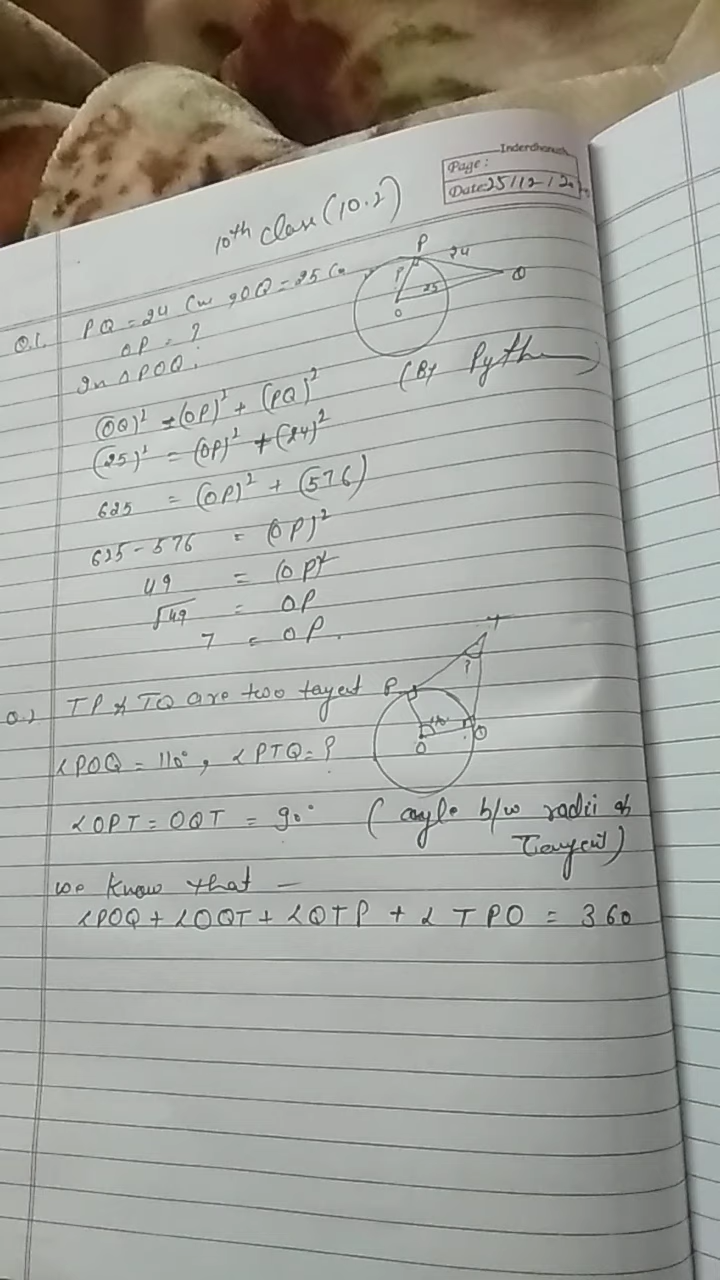 Inderdhanush
Page:
Date: 25/12/20
10th class (10.2)
Q.1. PQ = 24 Cm, OQ = 25 Cm
OP = ?
In △POQ:
(OQ)² = (OP)² + (PQ)² (By Pyth
(25)² = (OP)² + (24)²
625 = (OP)² + (576)
625 - 576 = (OP)²
49 = (OP)²
√49 = OP
7 = OP.
P
24
Q
?
25
O
Q.2 TP & TQ are two tayent
∠POQ = 110°, ∠PTQ = ?
T
?
P
110
O
Q
∠OPT = OQT = 90° (angle b/w radii &
Tangent)
we know that —
∠POQ + ∠OQT + ∠QTP + ∠TPO = 360